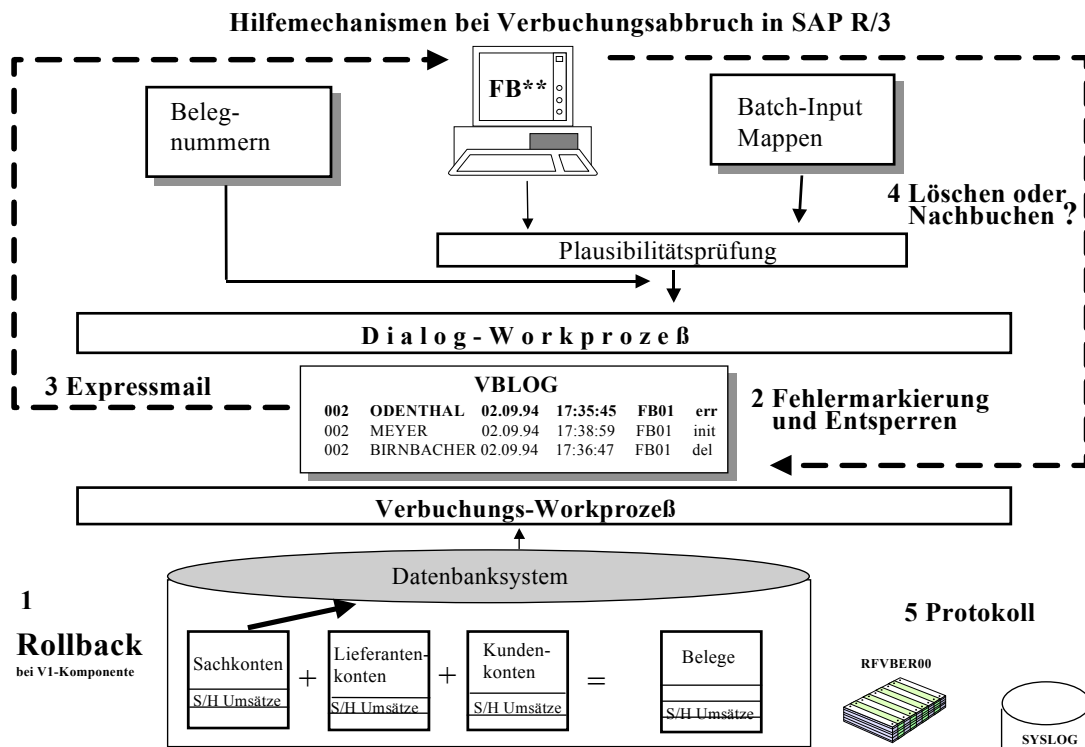 Hilfemechanismen bei Verbuchungsabbruch in SAP R/3
Beleg-
nummern
FB**
Batch-Input
Mappen
4 Löschen oder
Nachbuchen ?
Plausibilitätsprüfung
Dialog-Workprozeß
3 Expressmail
VBLOG
002 ODENTHAL 02.09.94 17:35:45 FB01 err
002 MEYER 02.09.94 17:38:59 FB01 init
002 BIRNBACHER 02.09.94 17:36:47 FB01 del
2 Fehlermarkierung
und Entsperren
Verbuchungs-Workprozeß
Datenbanksystem
1
Rollback
bei V1-Komponente
Sachkonten
S/H Umsätze
+
Lieferanten-
konten
S/H Umsätze
+
Kunden-
konten
S/H Umsätze
=
Belege
S/H Umsätze
5 Protokoll
RFVBER00
SYSLOG